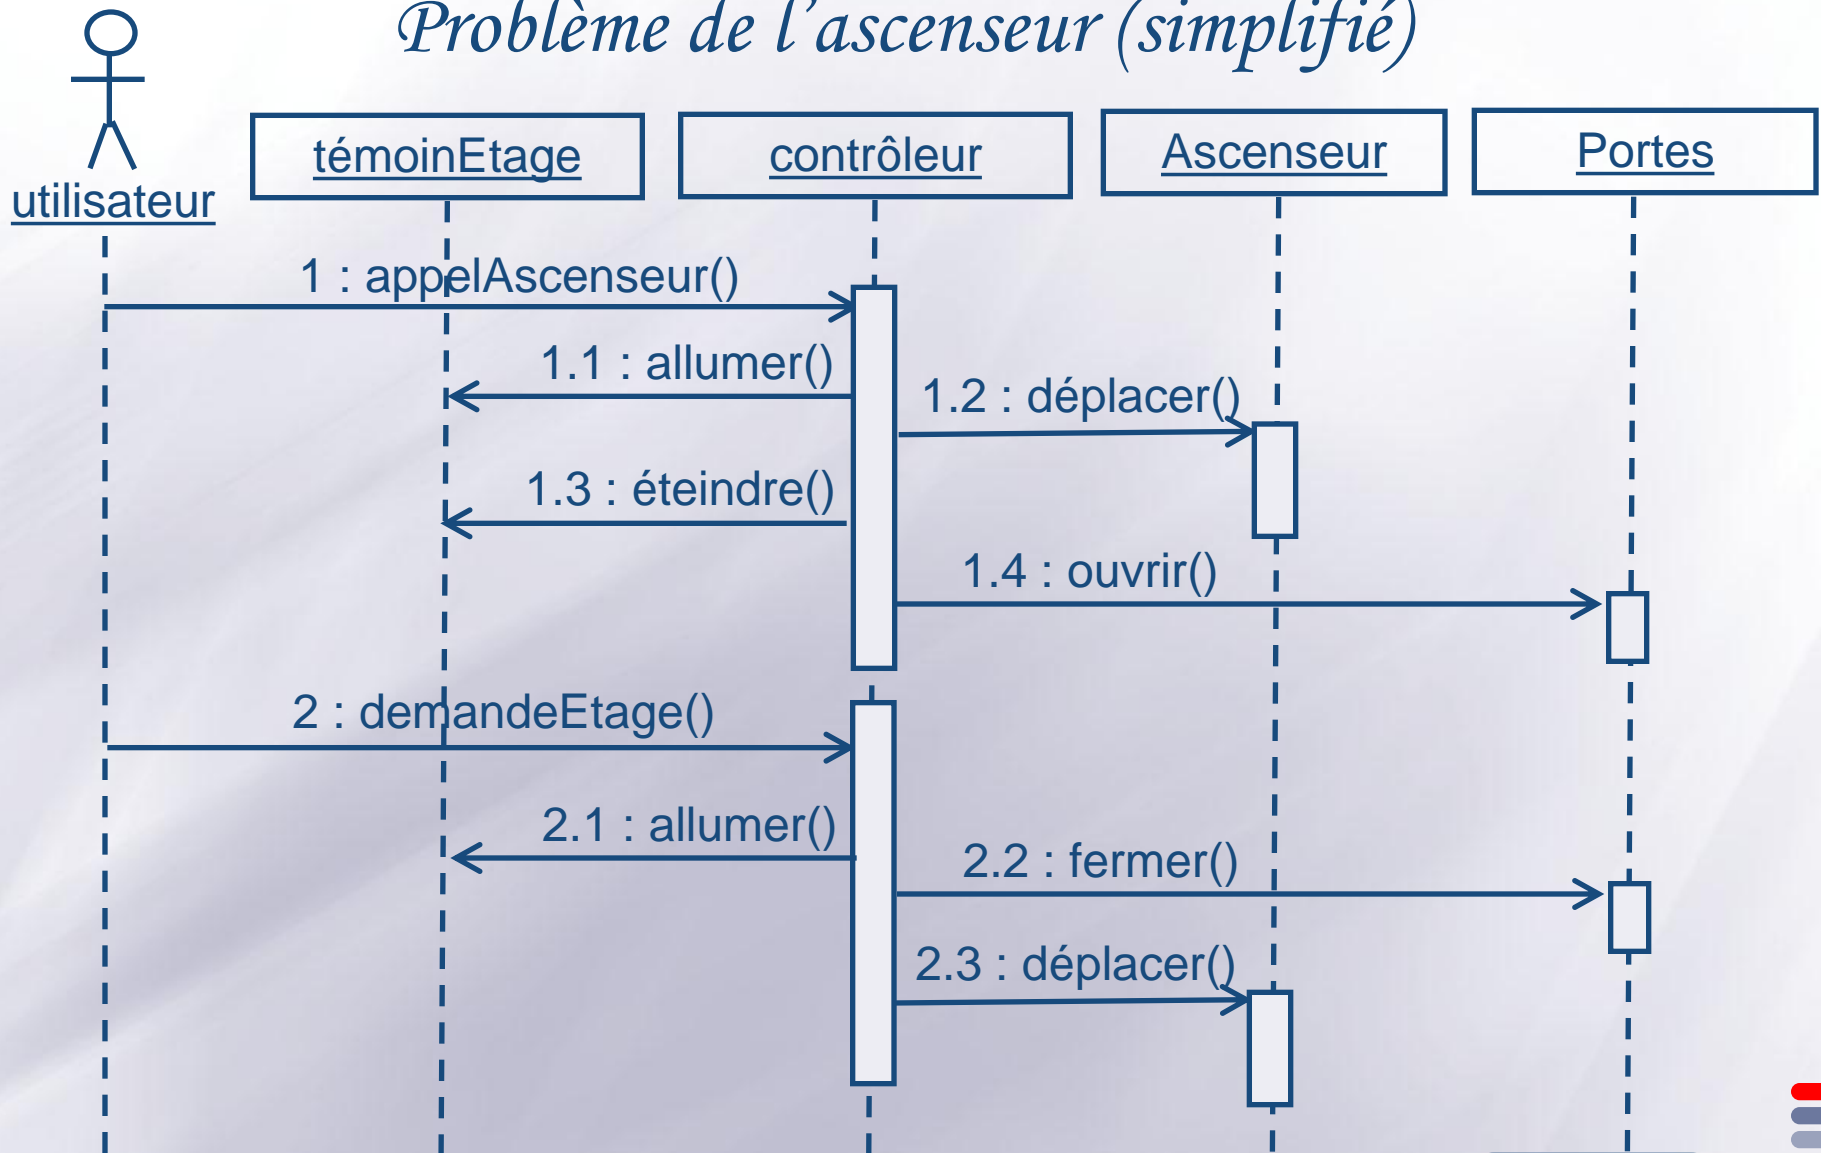 Problème de l'ascenseur (simplifié)
utilisateur
témoinEtage
contrôleur
Ascenseur
Portes
1 : appelAscenseur()
1.1 : allumer()
1.2 : déplacer()
1.3 : éteindre()
1.4 : ouvrir()
2 : demandeEtage()
2.1 : allumer()
2.2 : fermer()
2.3 : déplacer()